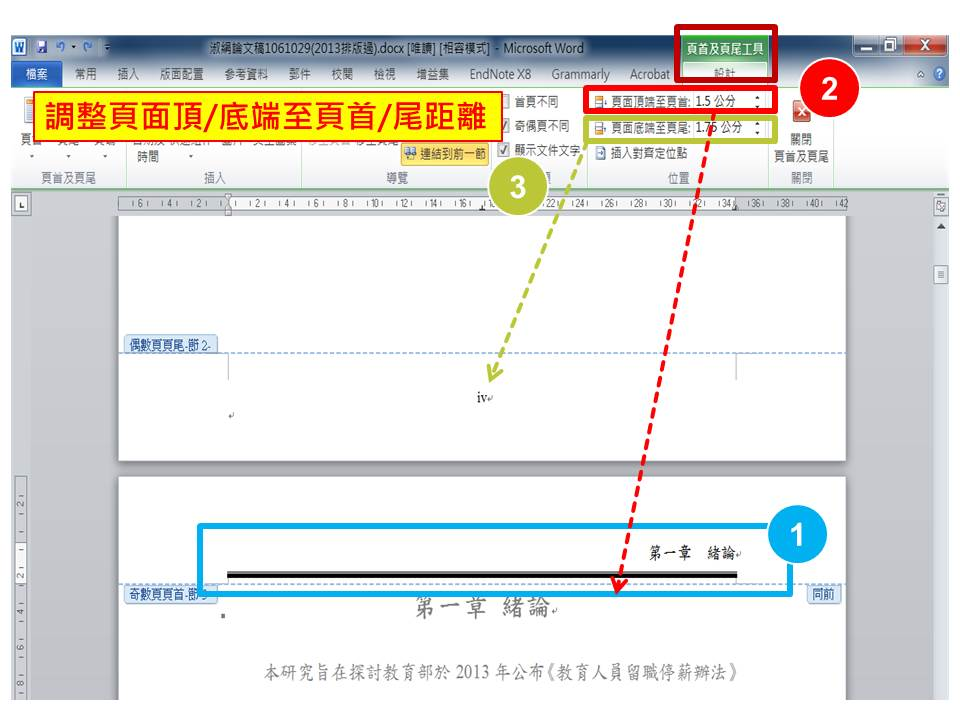 淑綢論文稿1061029(2013排版過).docx [唯讀] [相容模式] - Microsoft Word
頁首及頁尾工具
檔案 常用 插入 版面配置 參考資料 郵件 校閱 檢視 增益集 EndNote X8 Grammarly Acrobat 設計
2
調整頁面頂/底端至頁首/尾距離
首頁不同
頁面頂端至頁首: 1.5 公分
奇偶頁不同
頁面底端至頁尾: 1.75 公分
時間
連結到前一節
顯示文件文字
插入對齊定位點
關閉
頁首及頁尾
頁首及頁尾 插入 導覽 位置 關閉
3
偶數頁頁尾-節 2-
iv
1
第一章 緒論
奇數頁頁首-節
同前
第一章 緒論
本研究旨在探討教育部於 2013 年公布《教育人員留職停薪辦法》